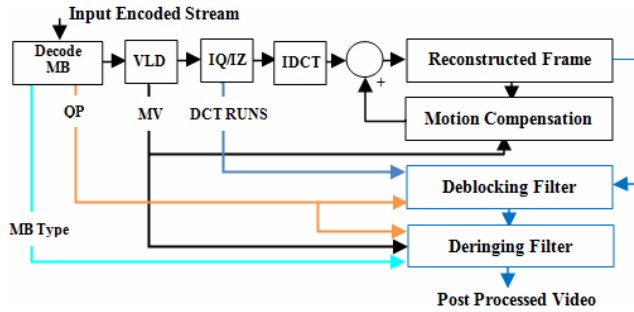 Input Encoded Stream
Decode
MB
VLD
IQ/IZ
IDCT
+
Reconstructed Frame
QP
MV
DCT RUNS
Motion Compensation
Deblocking Filter
MB Type
Deringing Filter
Post Processed Video